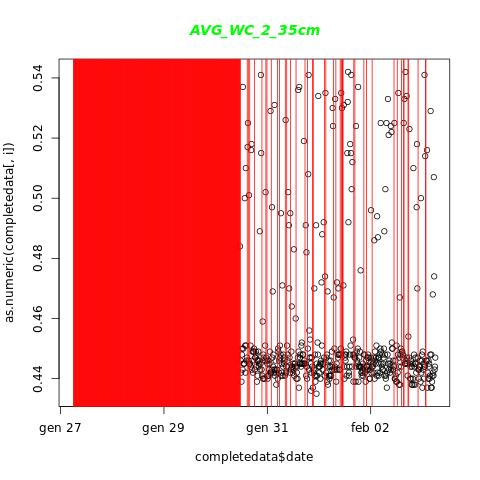 AVG_WC_2_35cm
as.numeric(completedata[, i])
0.54
0.52
0.50
0.48
0.46
0.44
gen 27
gen 29
gen 31
feb 02
completedata$date